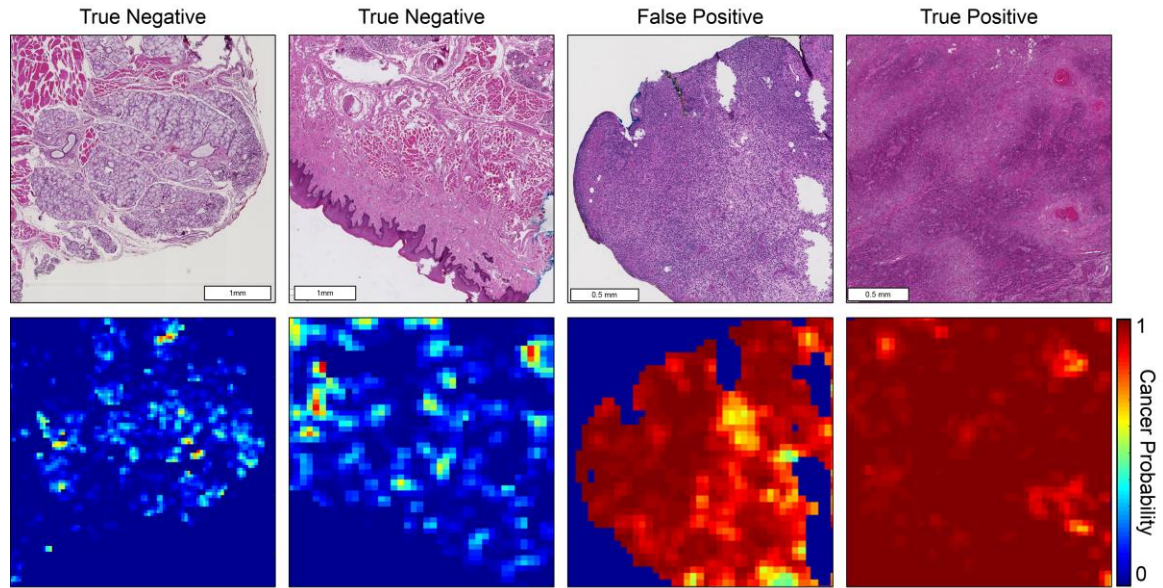 True Negative
True Negative
False Positive
True Positive
1mm
1mm
0.5 mm
0.5 mm
1
Cancer Probability
0